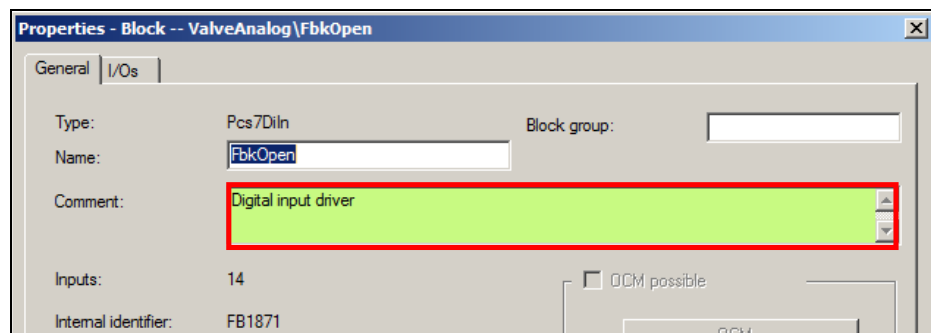 Properties - Block -- ValveAnalog\FbkOpen
General I/Os
Type: Pcs7DiIn Block group:
Name: FbkOpen
Comment: Digital input driver
Inputs: 14 OCM possible
Internal identifier: FB1871 OCM